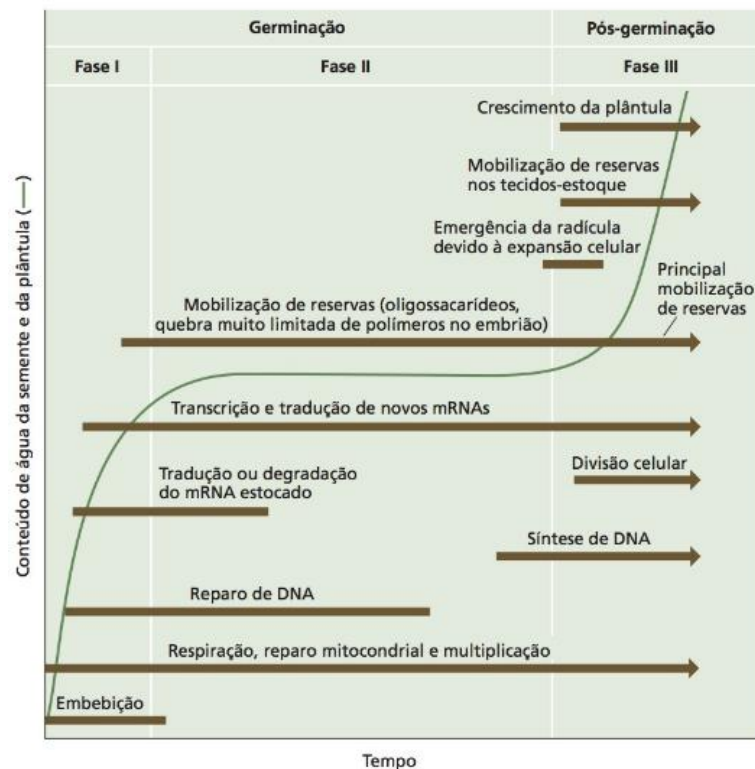 Germinação
Pós-germinação
Fase I
Fase II
Fase III
Crescimento da plântula
Mobilização de reservas
nos tecidos-estoque
Emergência da radícula
devido à expansão celular
Principal
mobilização
de reservas
Mobilização de reservas (oligossacarídeos,
quebra muito limitada de polímeros no embrião)
Transcrição e tradução de novos mRNAs
Tradução ou degradação
do mRNA estocado
Divisão celular
Síntese de DNA
Reparo de DNA
Respiração, reparo mitocondrial e multiplicação
Embebição
Conteúdo de água da semente e da plântula (—)
Tempo